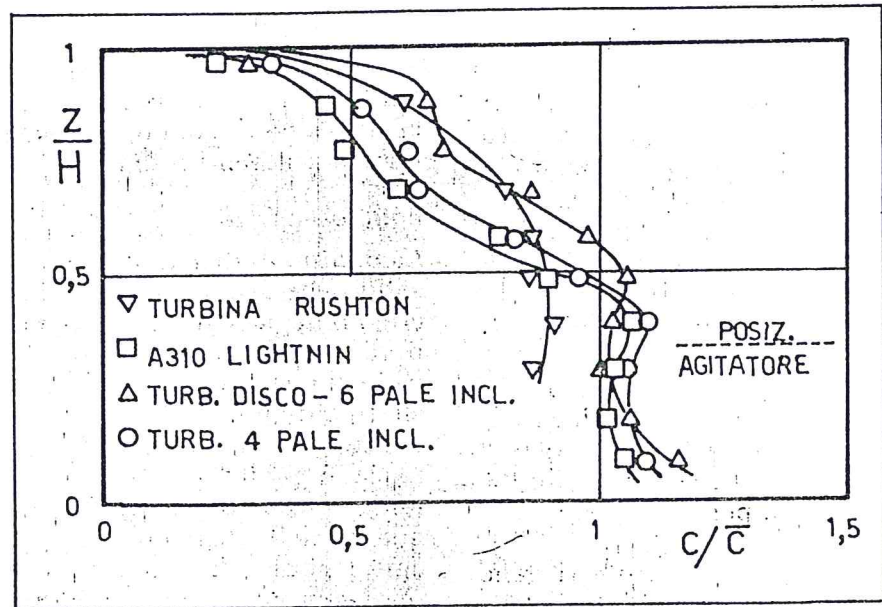 1
Z
H
0,5
▽ TURBINA RUSHTON
□ A310 LIGHTNIN
△ TURB. DISCO - 6 PALE INCL.
○ TURB. 4 PALE INCL.
POSIZ.
AGITATORE
0
0
0,5
1
1,5
C/C̅